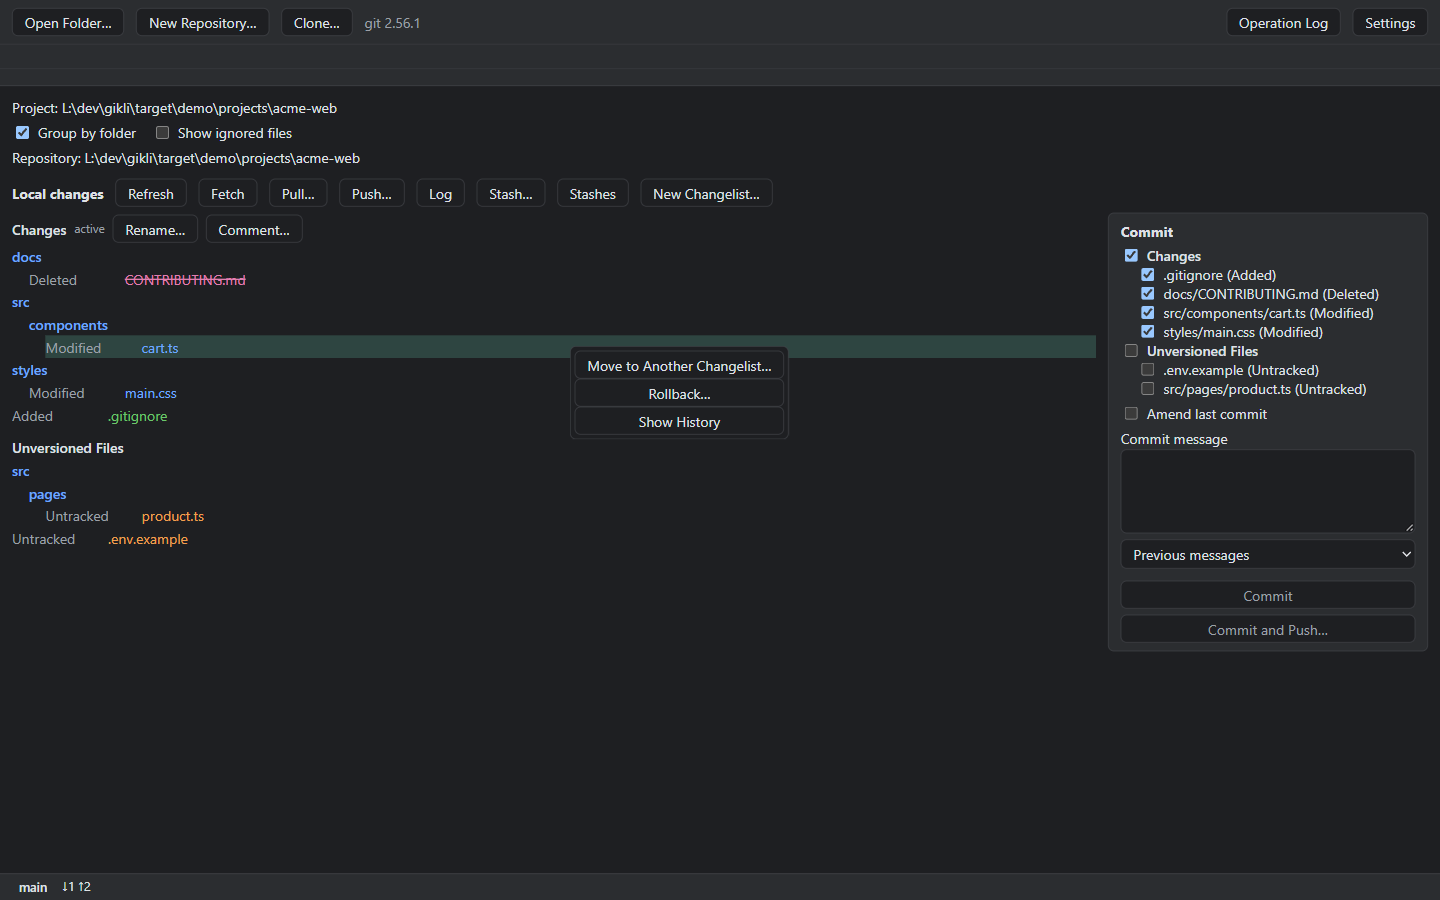 Open Folder... New Repository... Clone... git 2.56.1 Operation Log Settings
Project: L:\dev\gikli\target\demo\projects\acme-web
Group by folder Show ignored files
Repository: L:\dev\gikli\target\demo\projects\acme-web
Local changes Refresh Fetch Pull... Push... Log Stash... Stashes New Changelist...
Changes active Rename... Comment...
docs
Deleted CONTRIBUTING.md
src
components
Modified cart.ts
styles
Modified main.css
Added .gitignore
Unversioned Files
src
pages
Untracked product.ts
Untracked .env.example
Move to Another Changelist...
Rollback...
Show History
Commit
Changes
.gitignore (Added)
docs/CONTRIBUTING.md (Deleted)
src/components/cart.ts (Modified)
styles/main.css (Modified)
Unversioned Files
.env.example (Untracked)
src/pages/product.ts (Untracked)
Amend last commit
Commit message
Previous messages
Commit
Commit and Push...
main ↓1 ↑2